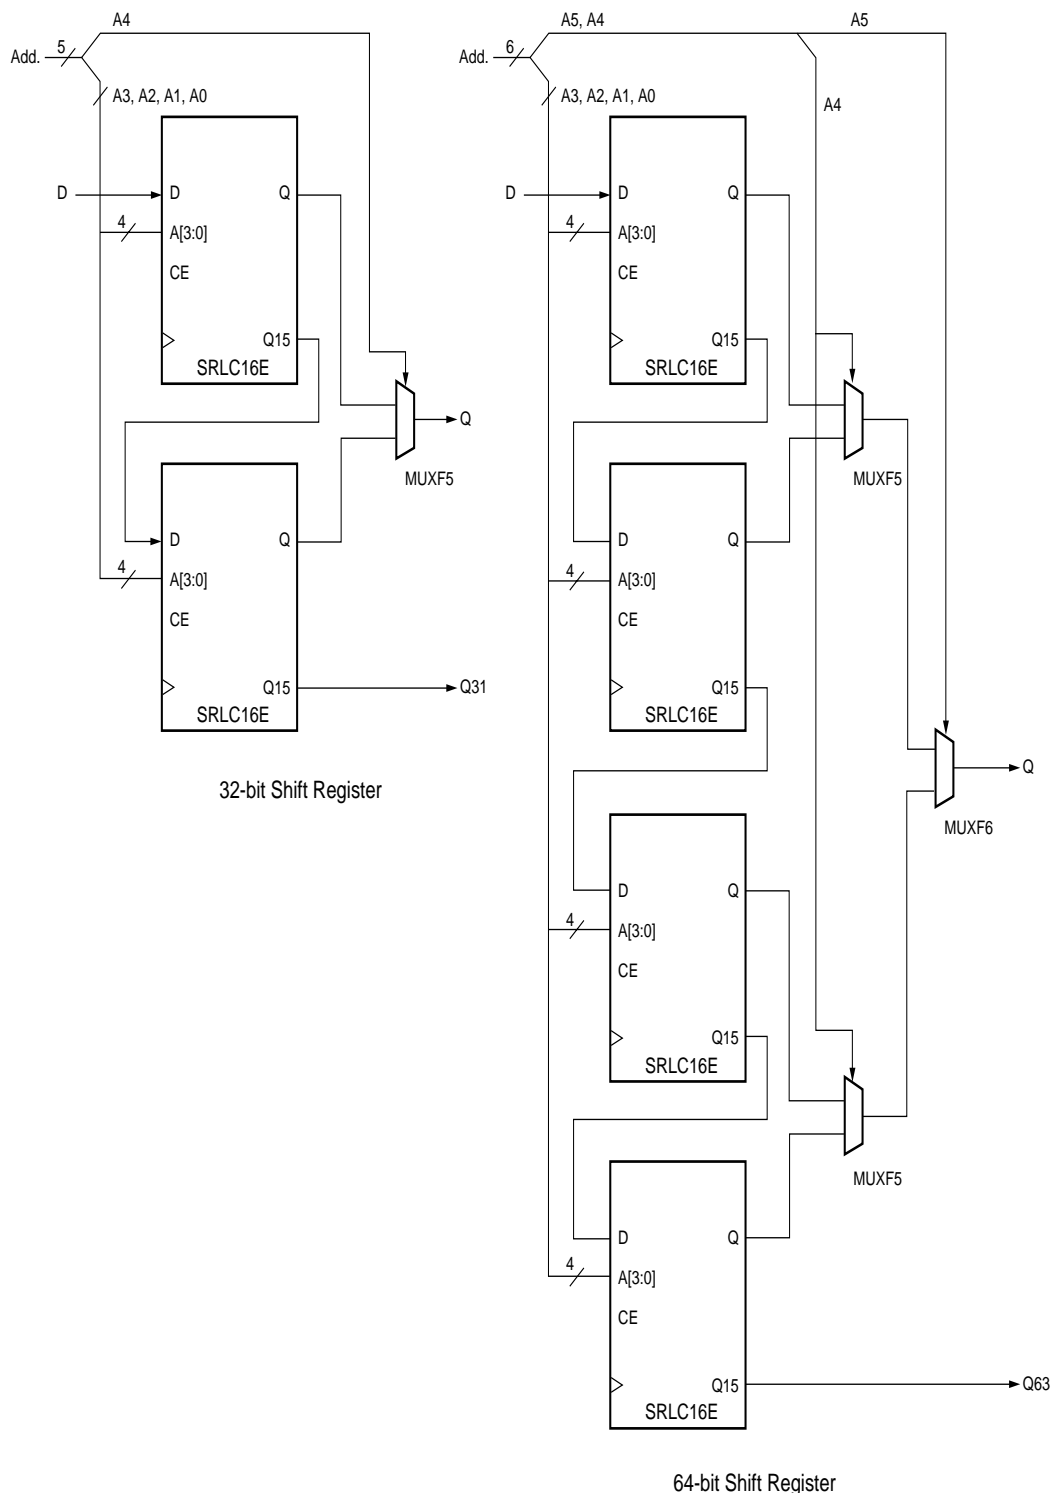 A4
Add.
5
A3, A2, A1, A0
D
D
Q
4
A[3:0]
CE
Q15
SRLC16E
Q
MUXF5
D
Q
4
A[3:0]
CE
Q15
Q31
SRLC16E
32-bit Shift Register
A5, A4
A5
Add.
6
A3, A2, A1, A0
A4
D
D
Q
4
A[3:0]
CE
Q15
SRLC16E
MUXF5
D
Q
4
A[3:0]
CE
Q15
SRLC16E
Q
MUXF6
D
Q
4
A[3:0]
CE
Q15
SRLC16E
MUXF5
D
Q
4
A[3:0]
CE
Q15
Q63
SRLC16E
64-bit Shift Register